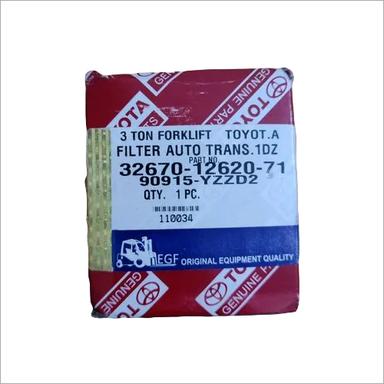 TOYOTA
GENUINE PARTS
3 TON FORKLIFT TOYOT.A
FILTER AUTO TRANS.1DZ
PART NO.
32670-12620-71
90915-YZZD2
QTY. 1 PC.
110034
EGF ORIGINAL EQUIPMENT QUALITY
TOYOTA
GENUINE